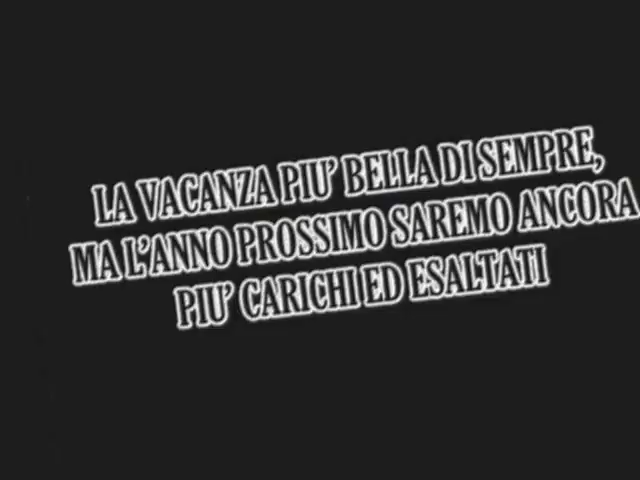 LA VACANZA PIU' BELLA DI SEMPRE,
MA L'ANNO PROSSIMO SAREMO ANCORA
PIU' CARICHI ED ESALTATI